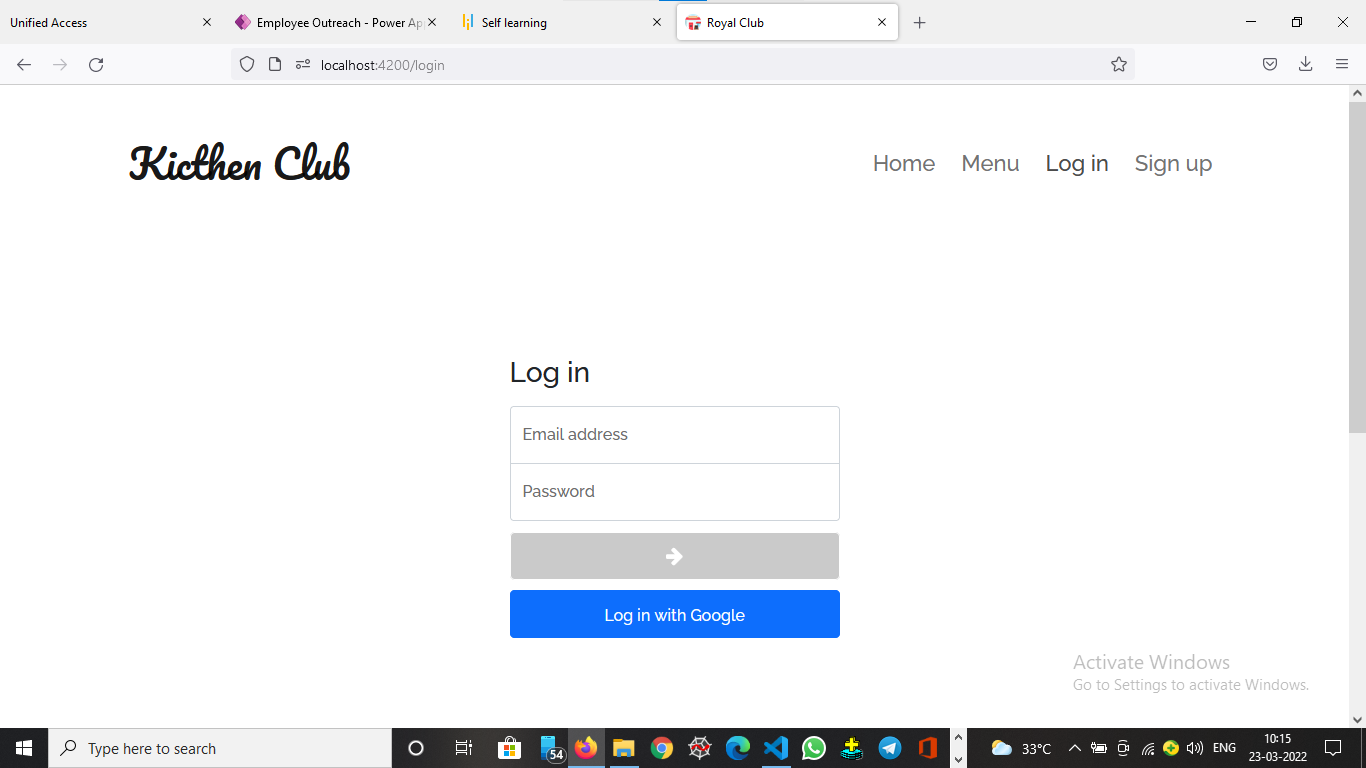 Unified Access
Employee Outreach - Power Ap
Self learning
Royal Club
localhost:4200/login
Kicthen Club
Home Menu Log in Sign up
Log in
Email address
Password
Log in with Google
Activate Windows
Go to Settings to activate Windows.
Type here to search
54
33°C
ENG
10:15
23-03-2022